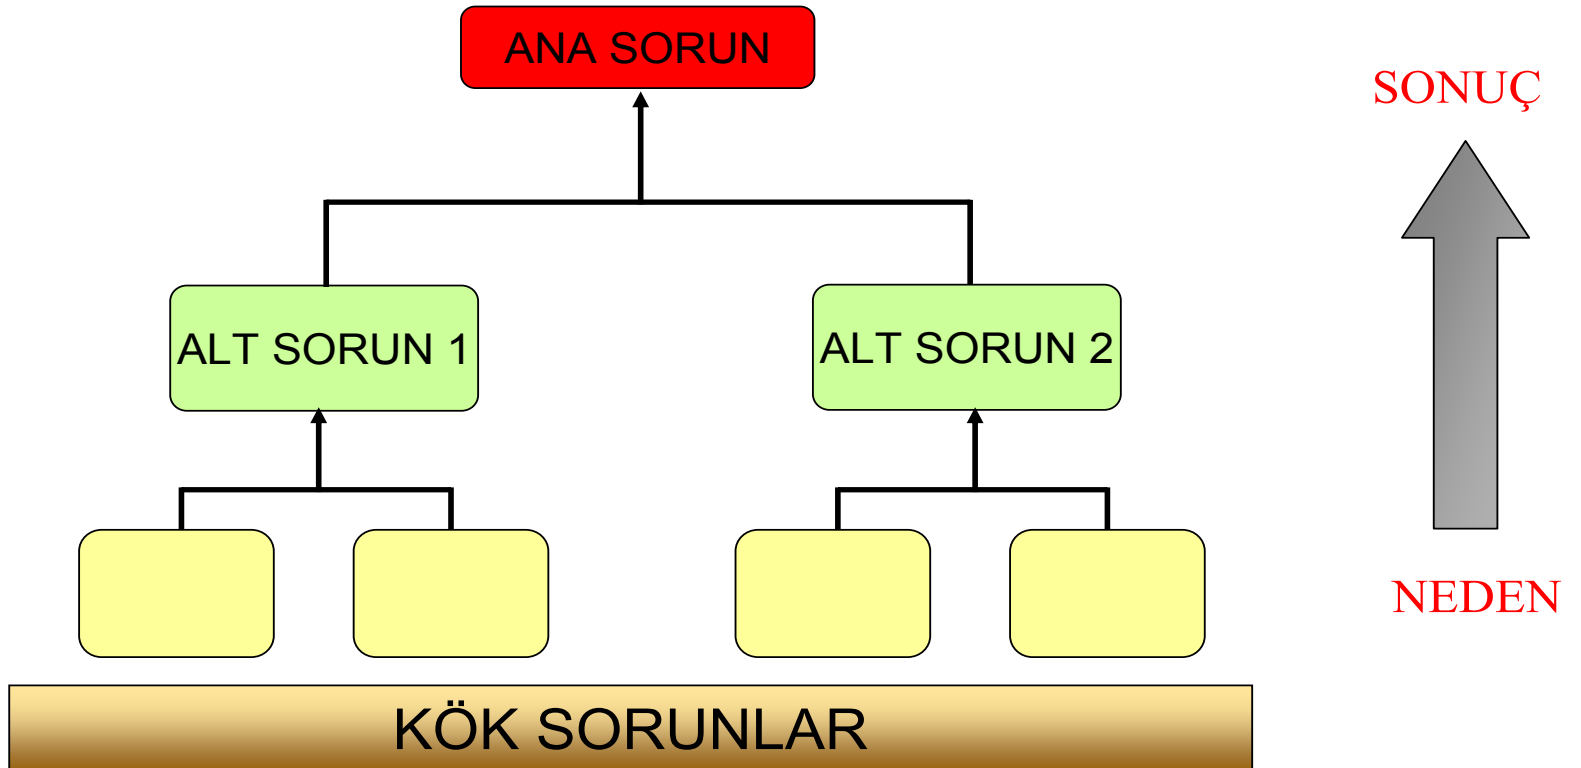 ANA SORUN
SONUÇ
ALT SORUN 1
ALT SORUN 2
NEDEN
KÖK SORUNLAR